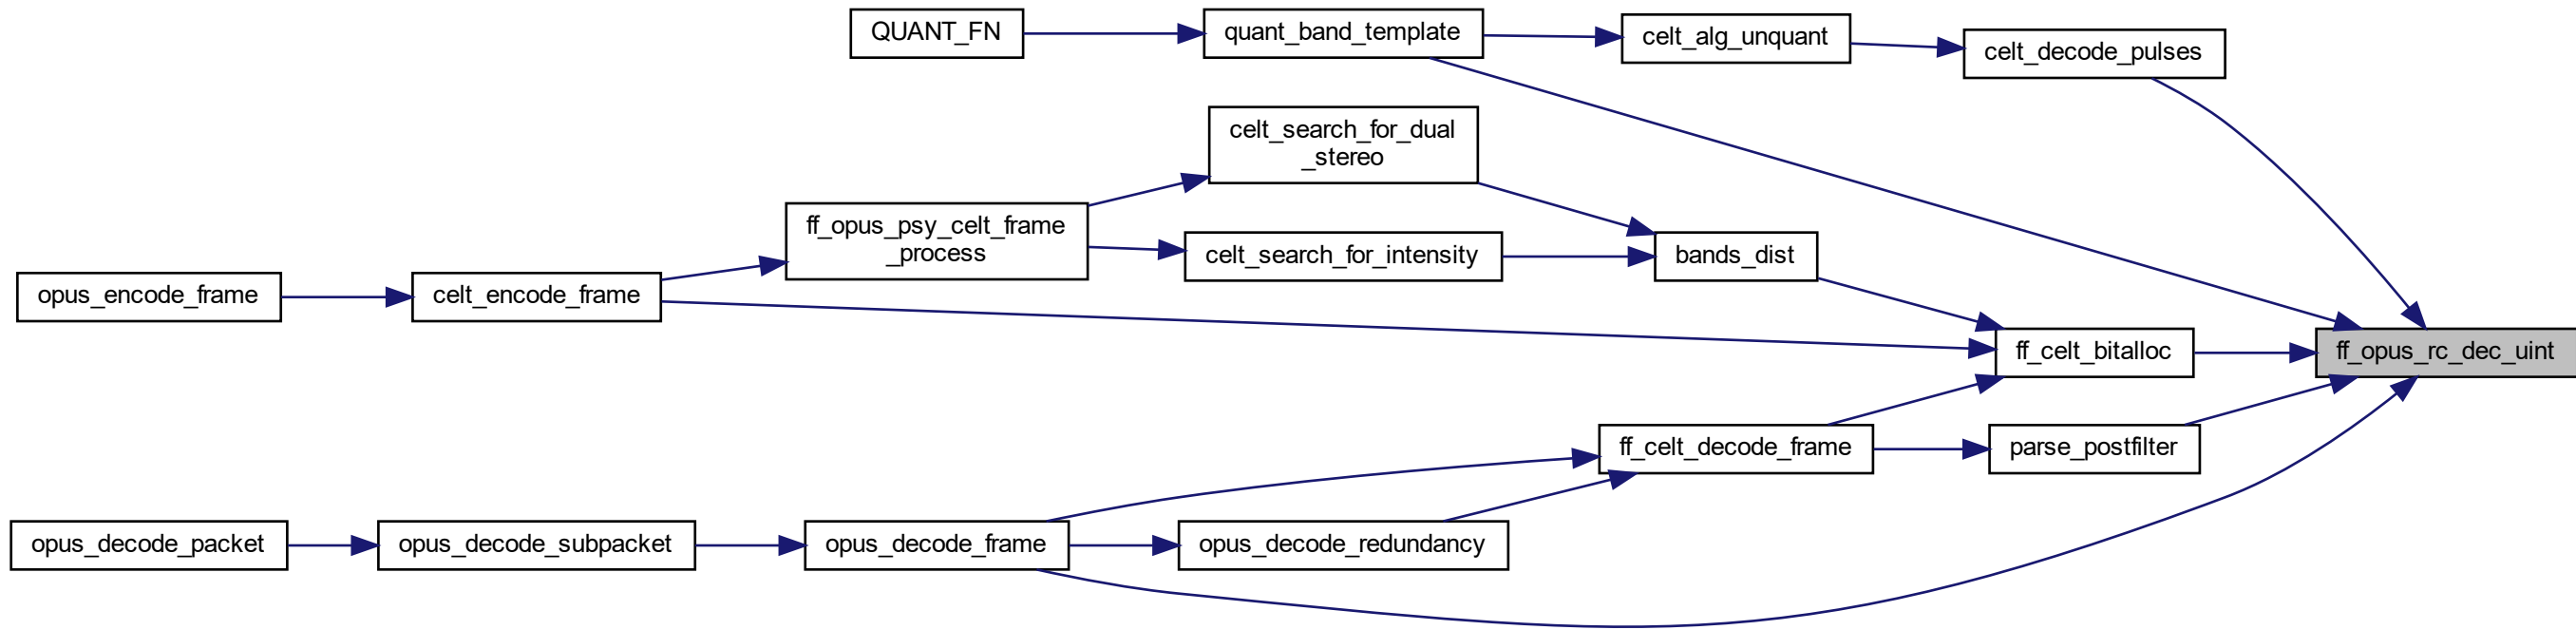 QUANT_FN
quant_band_template
celt_alg_unquant
celt_decode_pulses
celt_search_for_dual
_stereo
ff_opus_psy_celt_frame
_process
celt_search_for_intensity
bands_dist
opus_encode_frame
celt_encode_frame
ff_celt_bitalloc
ff_opus_rc_dec_uint
ff_celt_decode_frame
parse_postfilter
opus_decode_packet
opus_decode_subpacket
opus_decode_frame
opus_decode_redundancy